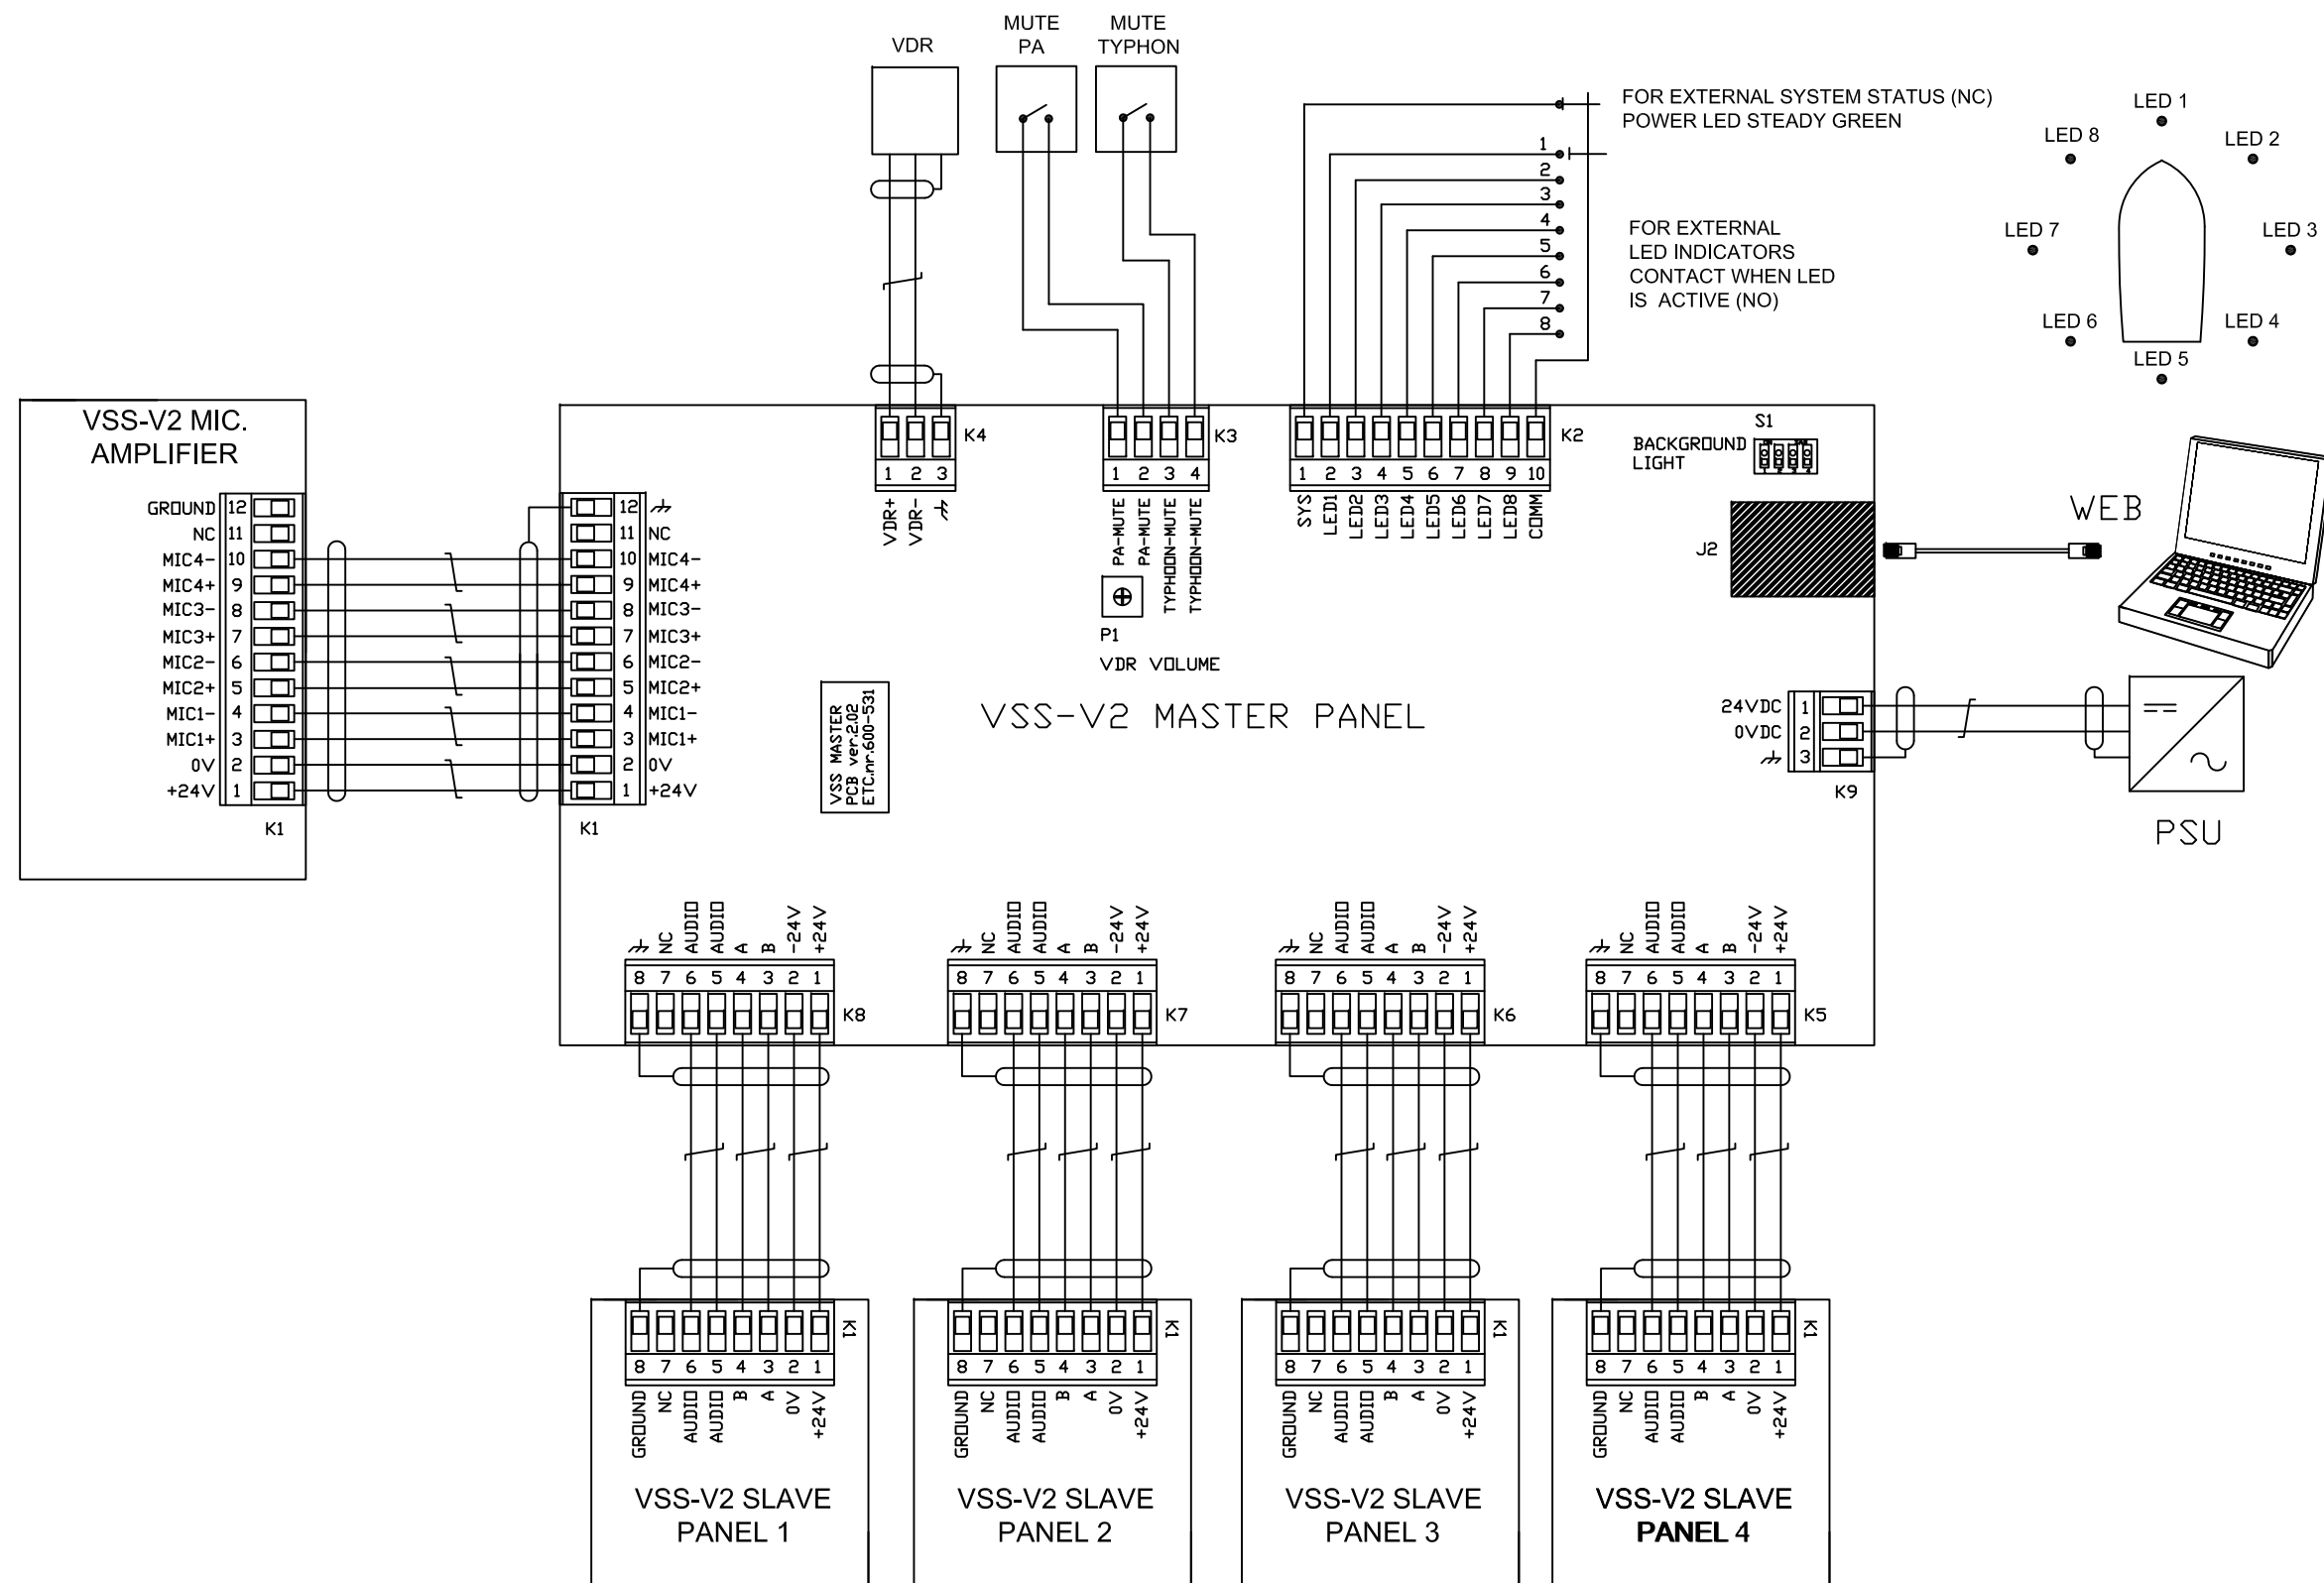 VDR
MUTE
PA
MUTE
TYPHON
FOR EXTERNAL SYSTEM STATUS (NC)
POWER LED STEADY GREEN
1
2
3
4
5
6
7
8
FOR EXTERNAL
LED INDICATORS
CONTACT WHEN LED
IS ACTIVE (NO)
LED 1
LED 8
LED 2
LED 7
LED 3
LED 6
LED 4
LED 5
VSS-V2 MIC.
AMPLIFIER
GROUND 12
NC 11
MIC4- 10
MIC4+ 9
MIC3- 8
MIC3+ 7
MIC2- 6
MIC2+ 5
MIC1- 4
MIC1+ 3
0V 2
+24V 1
K1
12
11 NC
10 MIC4-
9 MIC4+
8 MIC3-
7 MIC3+
6 MIC2-
5 MIC2+
4 MIC1-
3 MIC1+
2 0V
1 +24V
K1
K4
1 2 3
VDR+
VDR-
K3
1 2 3 4
PA-MUTE
PA-MUTE
TYPHOON-MUTE
TYPHOON-MUTE
P1
VDR VOLUME
K2
1 2 3 4 5 6 7 8 9 10
SYS
LED1
LED2
LED3
LED4
LED5
LED6
LED7
LED8
COMM
S1
BACKGROUND
LIGHT
J2
WEB
VSS MASTER
PCB ver.2.02
ETC.nr.600-531
VSS-V2 MASTER PANEL
24VDC 1
0VDC 2
3
K9
PSU
NC
AUDIO
AUDIO
A
B
-24V
+24V
8 7 6 5 4 3 2 1
K8
NC
AUDIO
AUDIO
A
B
-24V
+24V
8 7 6 5 4 3 2 1
K7
NC
AUDIO
AUDIO
A
B
-24V
+24V
8 7 6 5 4 3 2 1
K6
NC
AUDIO
AUDIO
A
B
-24V
+24V
8 7 6 5 4 3 2 1
K5
K1
8 7 6 5 4 3 2 1
GROUND
NC
AUDIO
AUDIO
B
A
0V
+24V
VSS-V2 SLAVE
PANEL 1
K1
8 7 6 5 4 3 2 1
GROUND
NC
AUDIO
AUDIO
B
A
0V
+24V
VSS-V2 SLAVE
PANEL 2
K1
8 7 6 5 4 3 2 1
GROUND
NC
AUDIO
AUDIO
B
A
0V
+24V
VSS-V2 SLAVE
PANEL 3
K1
8 7 6 5 4 3 2 1
GROUND
NC
AUDIO
AUDIO
B
A
0V
+24V
VSS-V2 SLAVE
PANEL 4